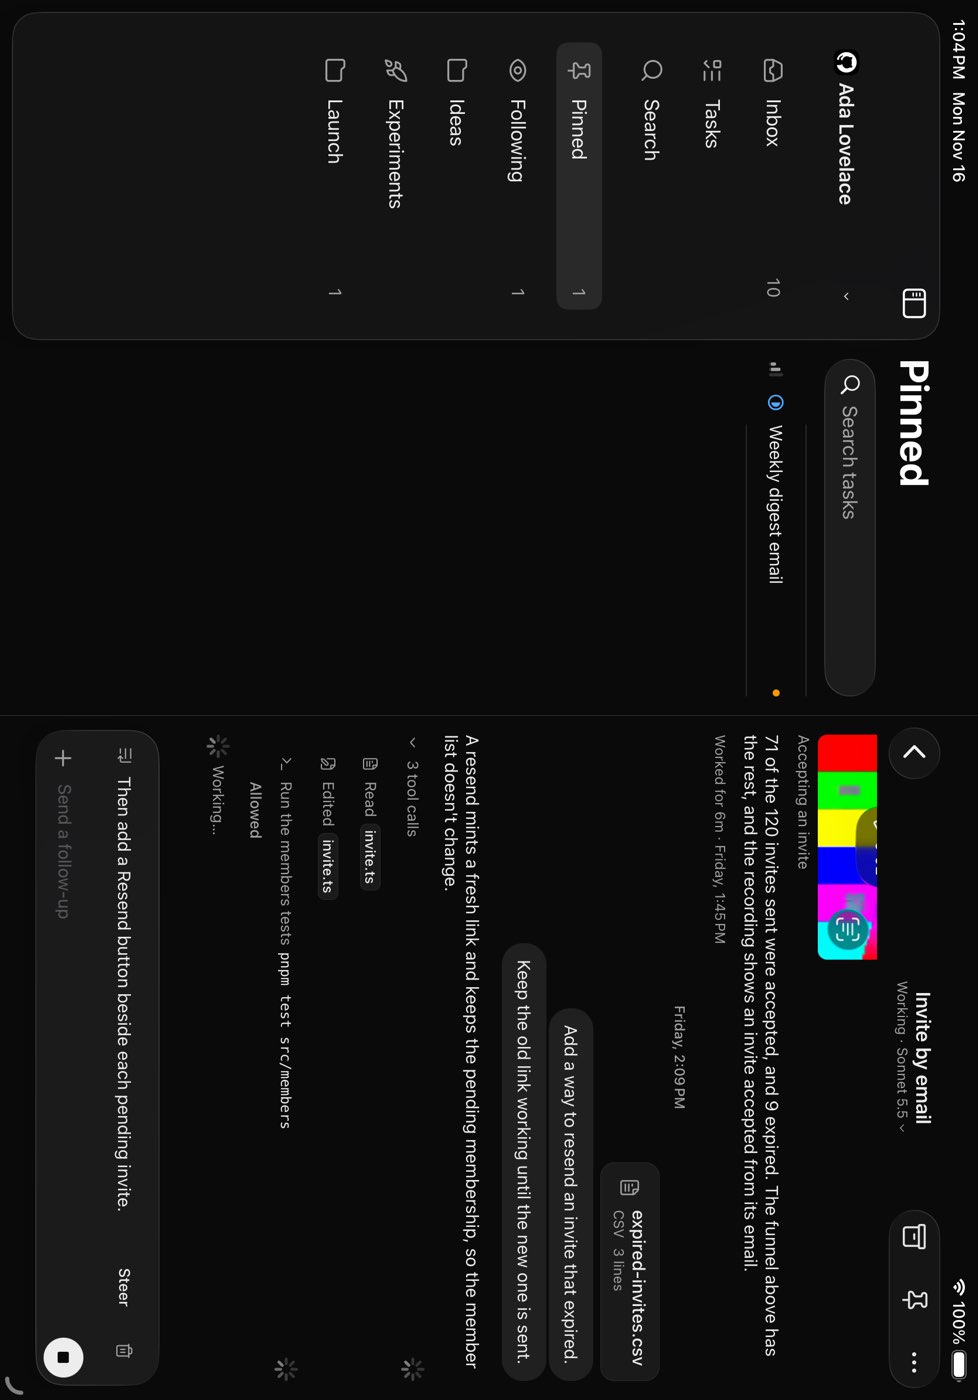 1:04 PM Mon Nov 16
100%
Ada Lovelace
Inbox 10
Tasks
Search
Pinned 1
Following 1
Ideas
Experiments
Launch 1
Pinned
Search tasks
Weekly digest email
Invite by email
Working · Sonnet 5.5
Accepting an invite
71 of the 120 invites sent were accepted, and 9 expired. The funnel above has
the rest, and the recording shows an invite accepted from its email.
Worked for 6m · Friday, 1:45 PM
Friday, 2:09 PM
expired-invites.csv
CSV 3 lines
Add a way to resend an invite that expired.
Keep the old link working until the new one is sent.
A resend mints a fresh link and keeps the pending membership, so the member
list doesn't change.
3 tool calls
Read invite.ts
Edited invite.ts
Run the members tests pnpm test src/members
Allowed
Working...
Then add a Resend button beside each pending invite. Steer
Send a follow-up